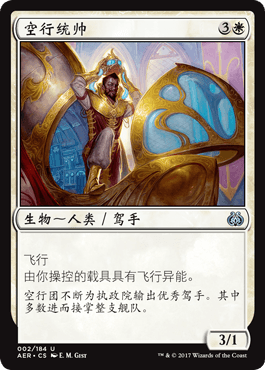 空行统帅 3
生物～人类／驾手
飞行
由你操控的载具具有飞行异能。
空行团不断为执政院输出优秀驾手。其中
多数进而接掌整支舰队。
3/1
002/184 U
AER • CS E. M. GIST
™ & © 2017 Wizards of the Coast